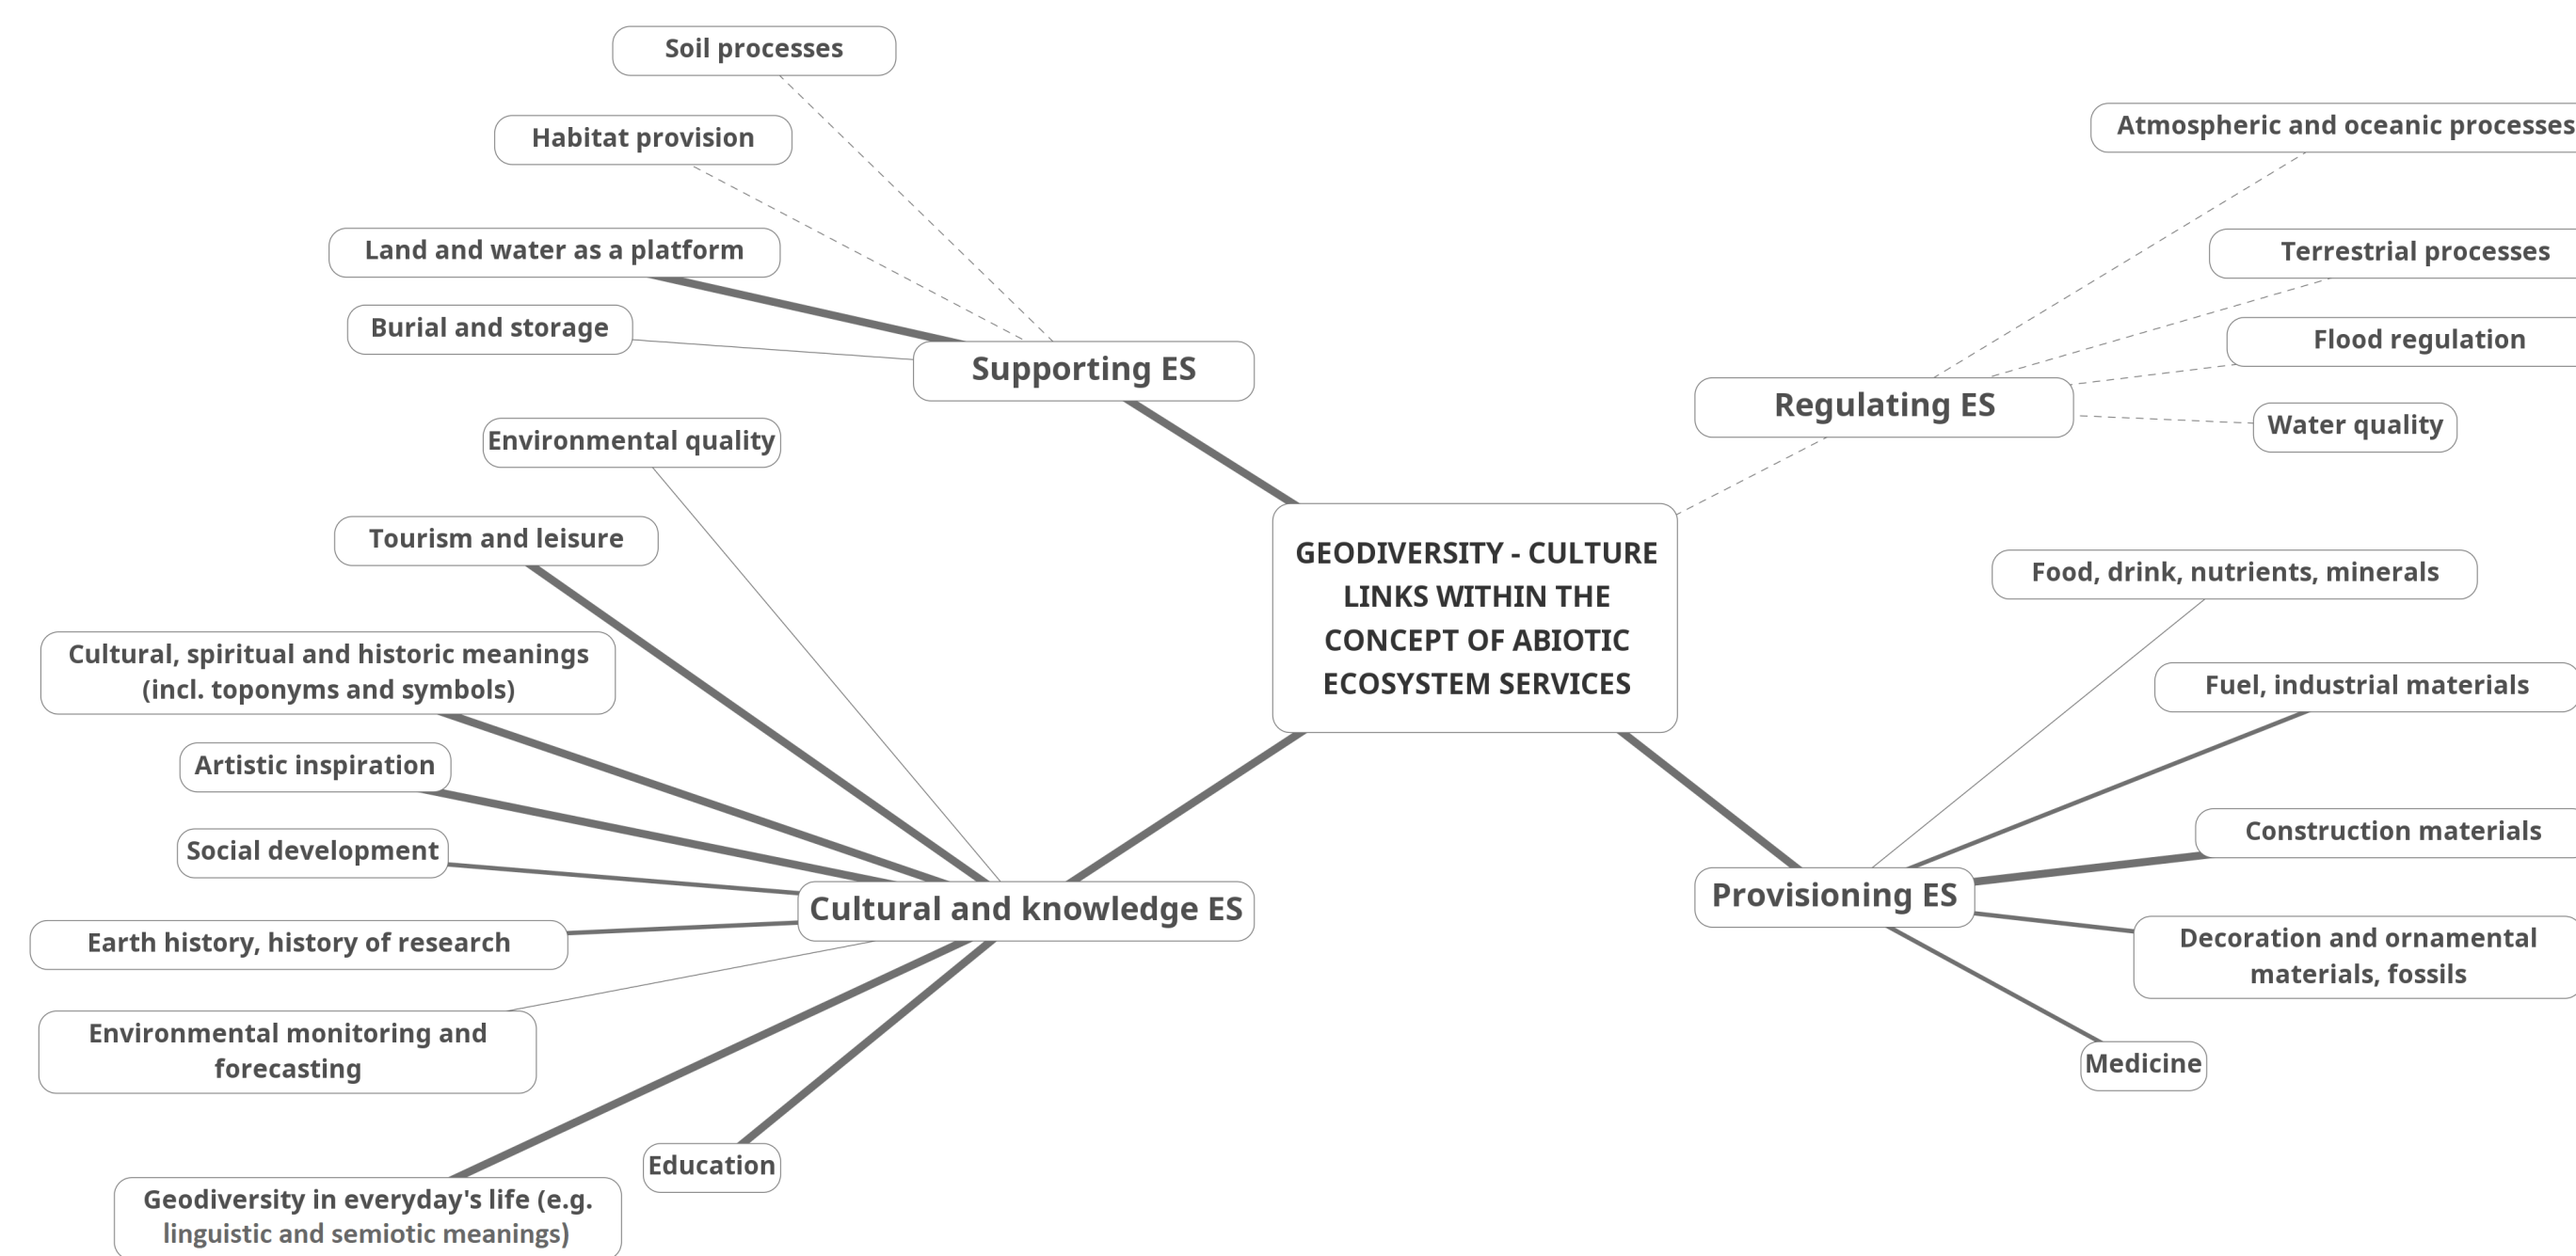 Soil processes
Habitat provision
Land and water as a platform
Burial and storage
Supporting ES
Environmental quality
Tourism and leisure
Cultural, spiritual and historic meanings
(incl. toponyms and symbols)
Artistic inspiration
Social development
Cultural and knowledge ES
Earth history, history of research
Environmental monitoring and
forecasting
Education
Geodiversity in everyday's life (e.g.
linguistic and semiotic meanings)
GEODIVERSITY - CULTURE
LINKS WITHIN THE
CONCEPT OF ABIOTIC
ECOSYSTEM SERVICES
Atmospheric and oceanic processes
Terrestrial processes
Flood regulation
Water quality
Regulating ES
Food, drink, nutrients, minerals
Fuel, industrial materials
Construction materials
Provisioning ES
Decoration and ornamental
materials, fossils
Medicine